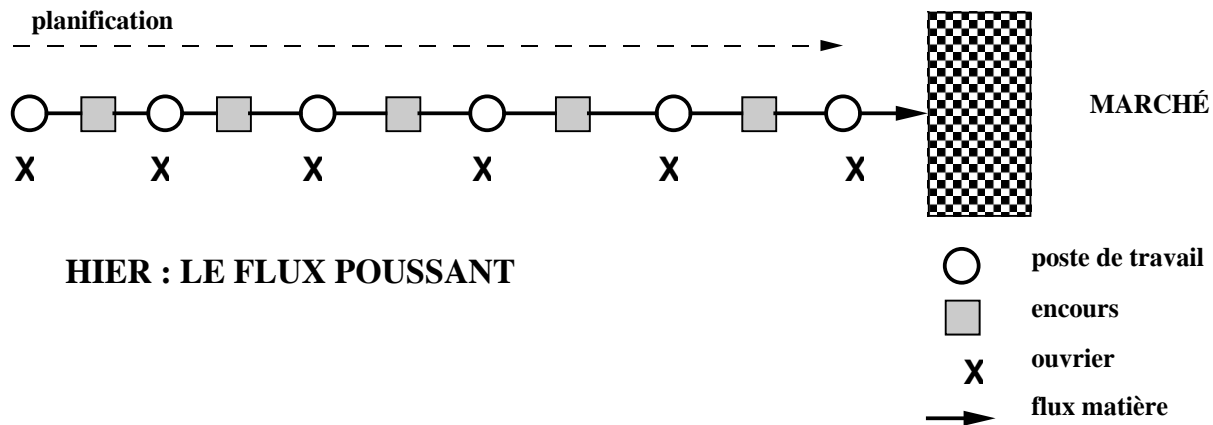 planification
MARCHÉ
X X X X X X
HIER : LE FLUX POUSSANT
poste de travail
encours
X ouvrier
flux matière